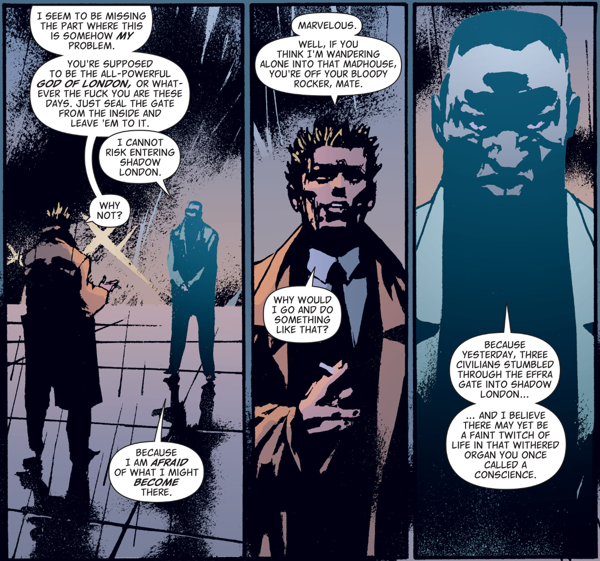 I SEEM TO BE MISSING
THE PART WHERE THIS
IS SOMEHOW MY
PROBLEM.
YOU'RE SUPPOSED
TO BE THE ALL-POWERFUL
GOD OF LONDON, OR WHAT-
EVER THE FUCK YOU ARE THESE
DAYS. JUST SEAL THE GATE
FROM THE INSIDE AND
LEAVE 'EM TO IT.
I CANNOT
RISK ENTERING
SHADOW
LONDON.
WHY
NOT?
BECAUSE
I AM AFRAID
OF WHAT I MIGHT
BECOME
THERE.
MARVELOUS.
WELL, IF YOU
THINK I'M WANDERING
ALONE INTO THAT MADHOUSE,
YOU'RE OFF YOUR BLOODY
ROCKER, MATE.
WHY WOULD
I GO AND DO
SOMETHING
LIKE THAT?
BECAUSE
YESTERDAY, THREE
CIVILIANS STUMBLED
THROUGH THE EFFRA
GATE INTO SHADOW
LONDON...
... AND I BELIEVE
THERE MAY YET BE
A FAINT TWITCH OF
LIFE IN THAT WITHERED
ORGAN YOU ONCE
CALLED A
CONSCIENCE.